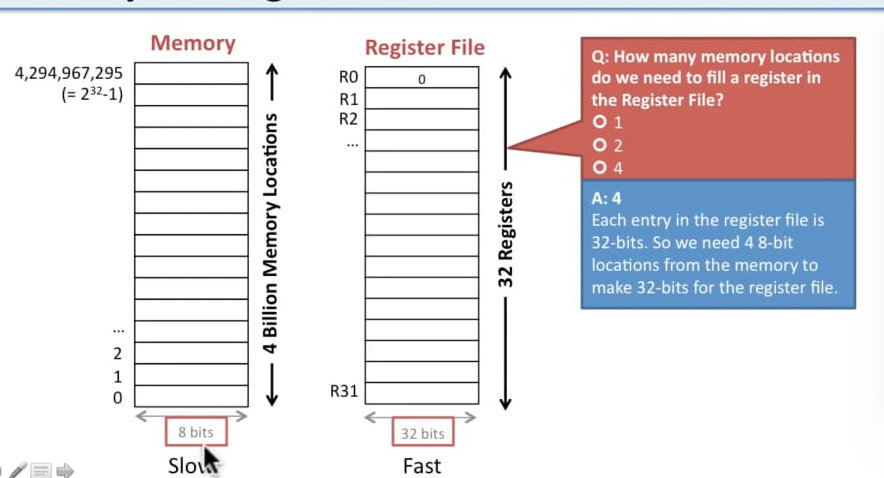 Memory
4,294,967,295
(= 2³²-1)
...
2
1
0
4 Billion Memory Locations
8 bits
Slow
Register File
R0
0
R1
R2
...
R31
32 Registers
32 bits
Fast
Q: How many memory locations
do we need to fill a register in
the Register File?
1
2
4
A: 4
Each entry in the register file is
32-bits. So we need 4 8-bit
locations from the memory to
make 32-bits for the register file.